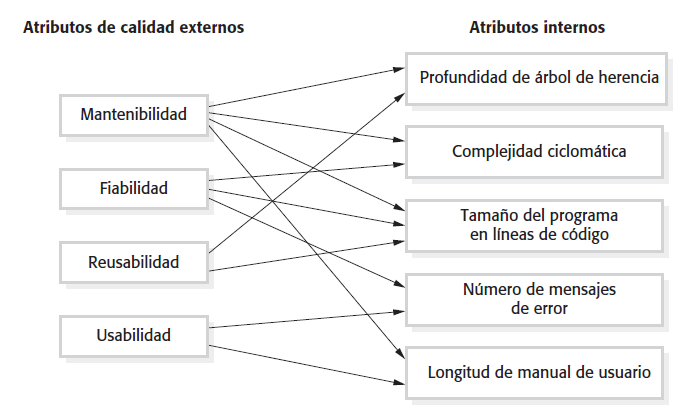 Atributos de calidad externos
Atributos internos
Mantenibilidad
Fiabilidad
Reusabilidad
Usabilidad
Profundidad de árbol de herencia
Complejidad ciclomática
Tamaño del programa
en líneas de código
Número de mensajes
de error
Longitud de manual de usuario